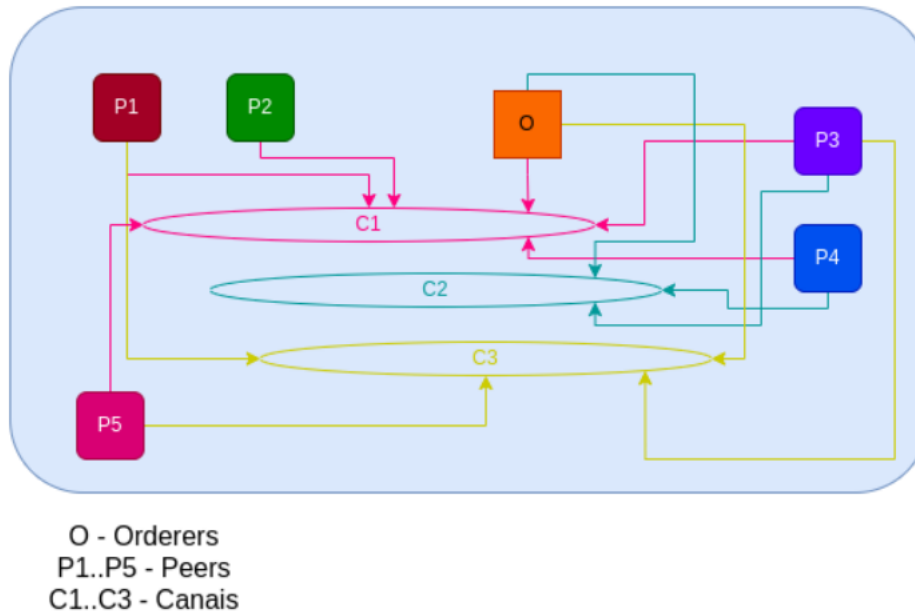 P1
P2
O
P3
C1
P4
C2
C3
P5
O - Orderers
P1..P5 - Peers
C1..C3 - Canais